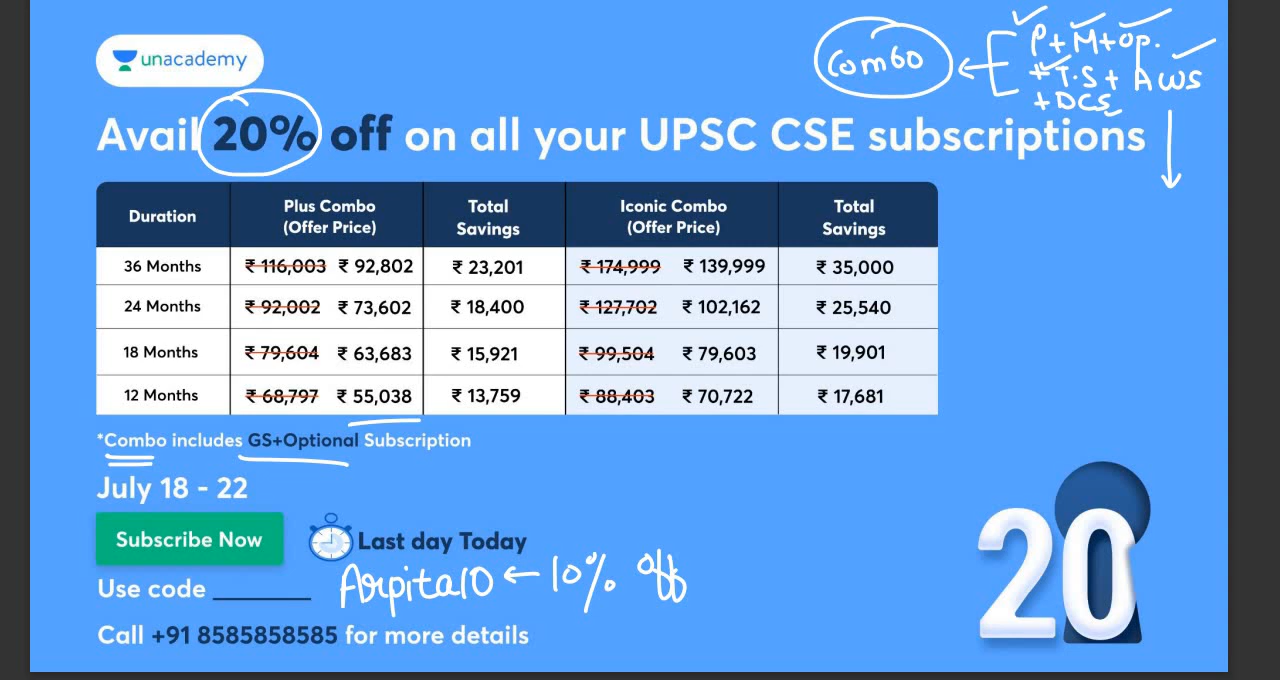 unacademy
Combo
P+M+op.
+T.S+ AWS
+DCS
Avail 20% off on all your UPSC CSE subscriptions
Duration Plus Combo (Offer Price) Total Savings Iconic Combo (Offer Price) Total Savings
36 Months ₹ 116,003 ₹ 92,802 ₹ 23,201 ₹ 174,999 ₹ 139,999 ₹ 35,000
24 Months ₹ 92,002 ₹ 73,602 ₹ 18,400 ₹ 127,702 ₹ 102,162 ₹ 25,540
18 Months ₹ 79,604 ₹ 63,683 ₹ 15,921 ₹ 99,504 ₹ 79,603 ₹ 19,901
12 Months ₹ 68,797 ₹ 55,038 ₹ 13,759 ₹ 88,403 ₹ 70,722 ₹ 17,681
*Combo includes GS+Optional Subscription
July 18 - 22
Subscribe Now
Last day Today
Use code ________ Arpita10 ← 10% off
Call +91 8585858585 for more details
20